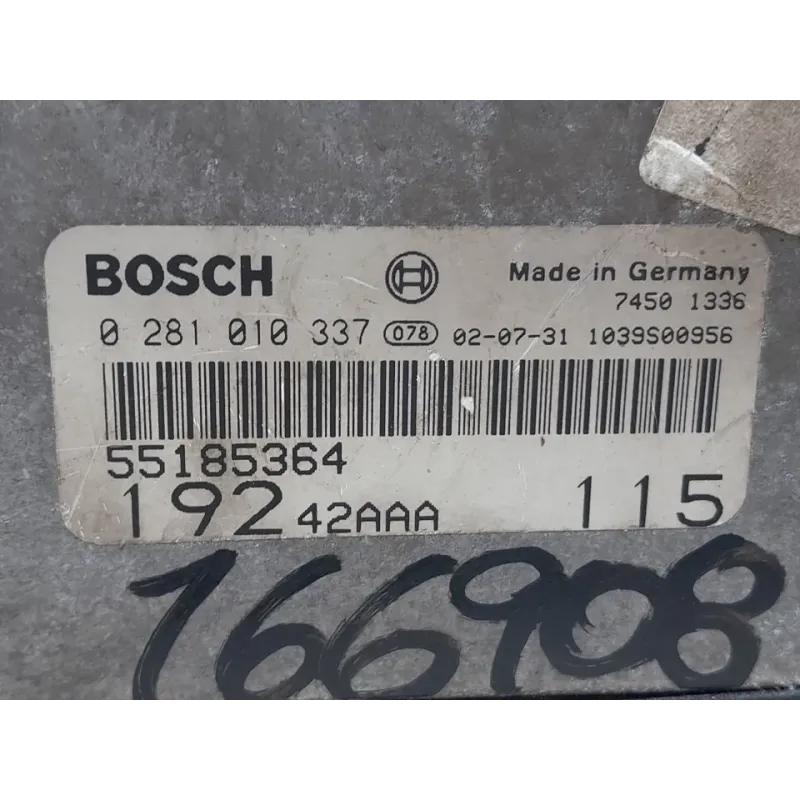 BOSCH
Made in Germany
7450 1336
0 281 010 337 078 02-07-31 1039S00956
55185364
192 42AAA 115
166908